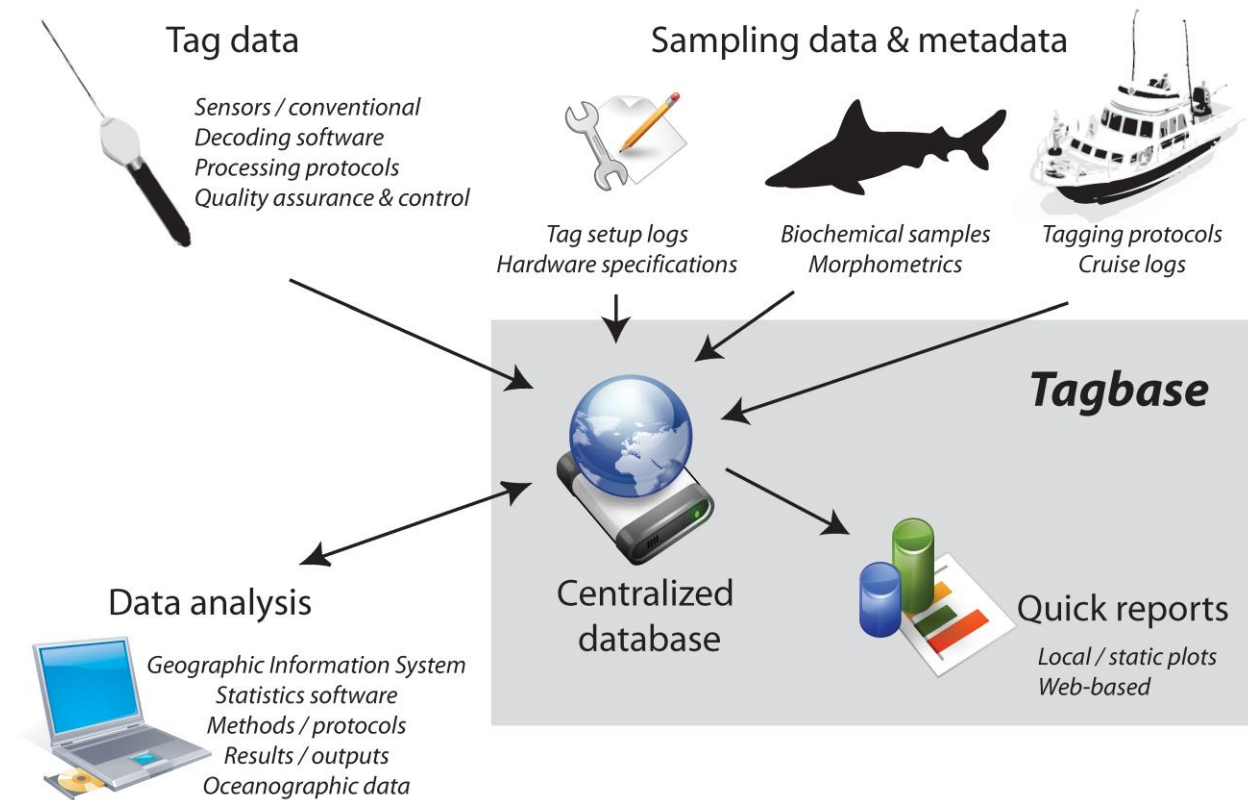 Tag data
Sensors / conventional
Decoding software
Processing protocols
Quality assurance & control
Sampling data & metadata
Tag setup logs
Hardware specifications
Biochemical samples
Morphometrics
Tagging protocols
Cruise logs
Tagbase
Centralized
database
Quick reports
Local / static plots
Web-based
Data analysis
Geographic Information System
Statistics software
Methods / protocols
Results / outputs
Oceanographic data